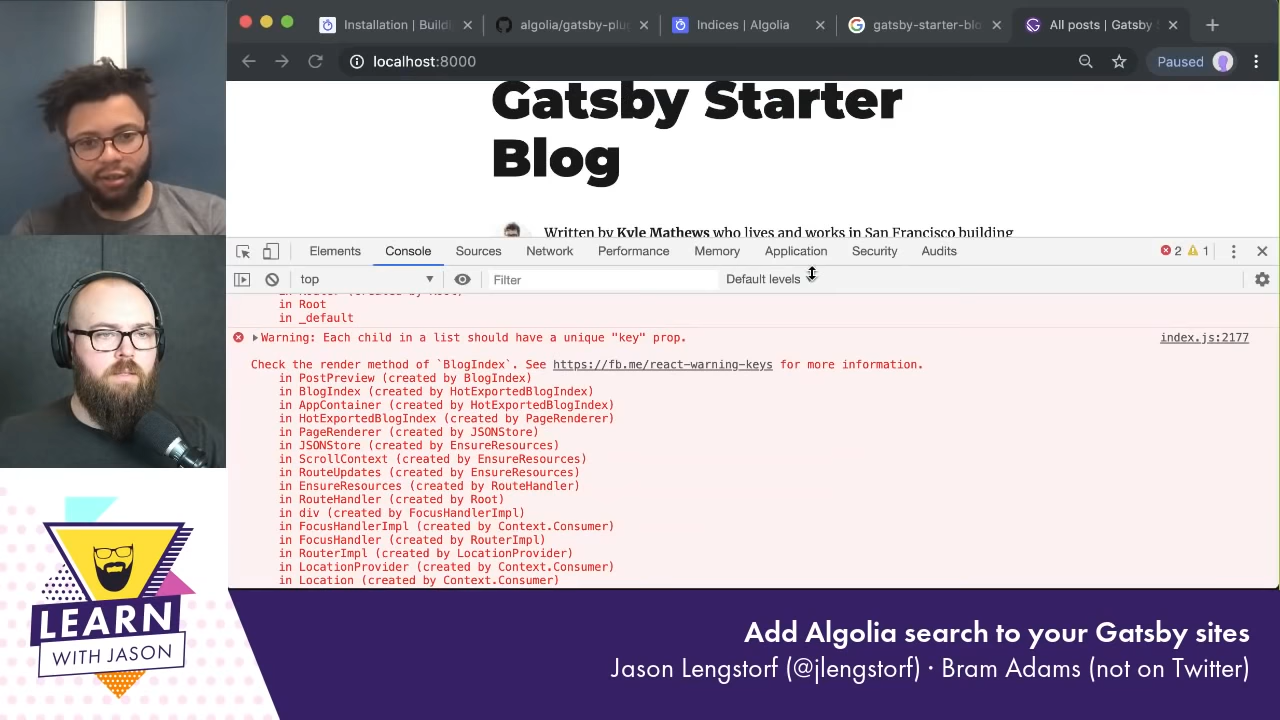 Installation | Buildi
algolia/gatsby-plug
Indices | Algolia
gatsby-starter-blo
All posts | Gatsby S
localhost:8000
Paused
Gatsby Starter
Blog
Written by Kyle Mathews who lives and works in San Francisco building
Elements
Console
Sources
Network
Performance
Memory
Application
Security
Audits
2
1
top
Filter
Default levels
in Router (created by Root)
in Root
in _default
Warning: Each child in a list should have a unique "key" prop.
index.js:2177
Check the render method of `BlogIndex`. See https://fb.me/react-warning-keys for more information.
in PostPreview (created by BlogIndex)
in BlogIndex (created by HotExportedBlogIndex)
in AppContainer (created by HotExportedBlogIndex)
in HotExportedBlogIndex (created by PageRenderer)
in PageRenderer (created by JSONStore)
in JSONStore (created by EnsureResources)
in ScrollContext (created by EnsureResources)
in RouteUpdates (created by EnsureResources)
in EnsureResources (created by RouteHandler)
in RouteHandler (created by Root)
in div (created by FocusHandlerImpl)
in FocusHandlerImpl (created by Context.Consumer)
in FocusHandler (created by RouterImpl)
in RouterImpl (created by LocationProvider)
in LocationProvider (created by Context.Consumer)
in Location (created by Context.Consumer)
LEARN
WITH JASON
Add Algolia search to your Gatsby sites
Jason Lengstorf (@jlengstorf) · Bram Adams (not on Twitter)